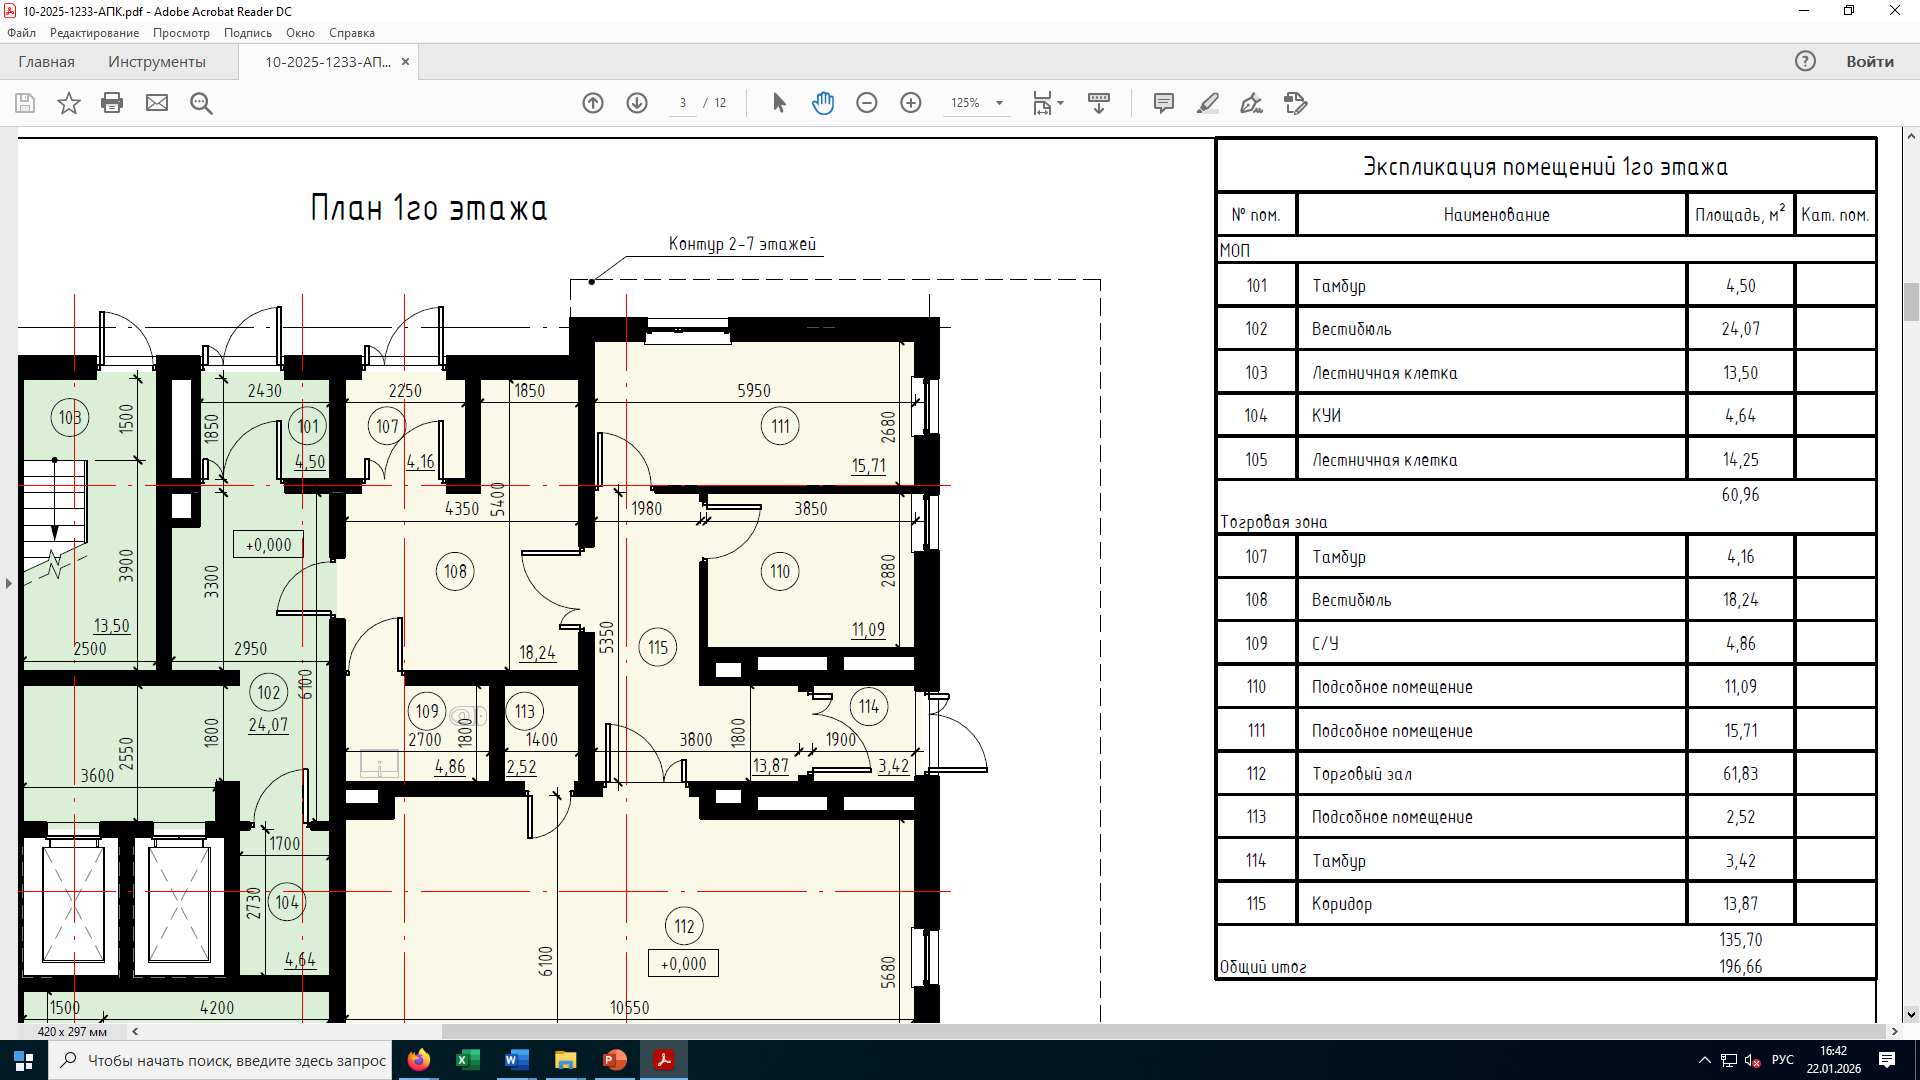 10-2025-1233-АПК.pdf - Adobe Acrobat Reader DC
Файл Редактирование Просмотр Подпись Окно Справка
Главная Инструменты 10-2025-1233-АП... × ? Войти
3 / 12 125%
План 1го этажа
Контур 2-7 этажей
2430 2250 1850 5950
103 1500 1850 101 107 111 2680
4,50 4,16 15,71
4350 5400 1980 3850
+0,000
3900 3300 108 110 2880
13,50 5350 11,09
2500 2950 18,24 115
102 6100 109 113 114
24,07 2550 1800 2700 1800 1400 3800 1800 1900
3600 4,86 2,52 13,87 3,42
1700
2730 104 112
4,64 6100 +0,000 5680
1500 4200 10550
Экспликация помещений 1го этажа
№ пом. Наименование Площадь, м² Кат. пом.
МОП
101 Тамбур 4,50
102 Вестибюль 24,07
103 Лестничная клетка 13,50
104 КУИ 4,64
105 Лестничная клетка 14,25
60,96
Тогровая зона
107 Тамбур 4,16
108 Вестибюль 18,24
109 С/У 4,86
110 Подсобное помещение 11,09
111 Подсобное помещение 15,71
112 Торговый зал 61,83
113 Подсобное помещение 2,52
114 Тамбур 3,42
115 Коридор 13,87
135,70
Общий итог 196,66
420 x 297 мм
Чтобы начать поиск, введите здесь запрос
РУС 16:42
22.01.2026